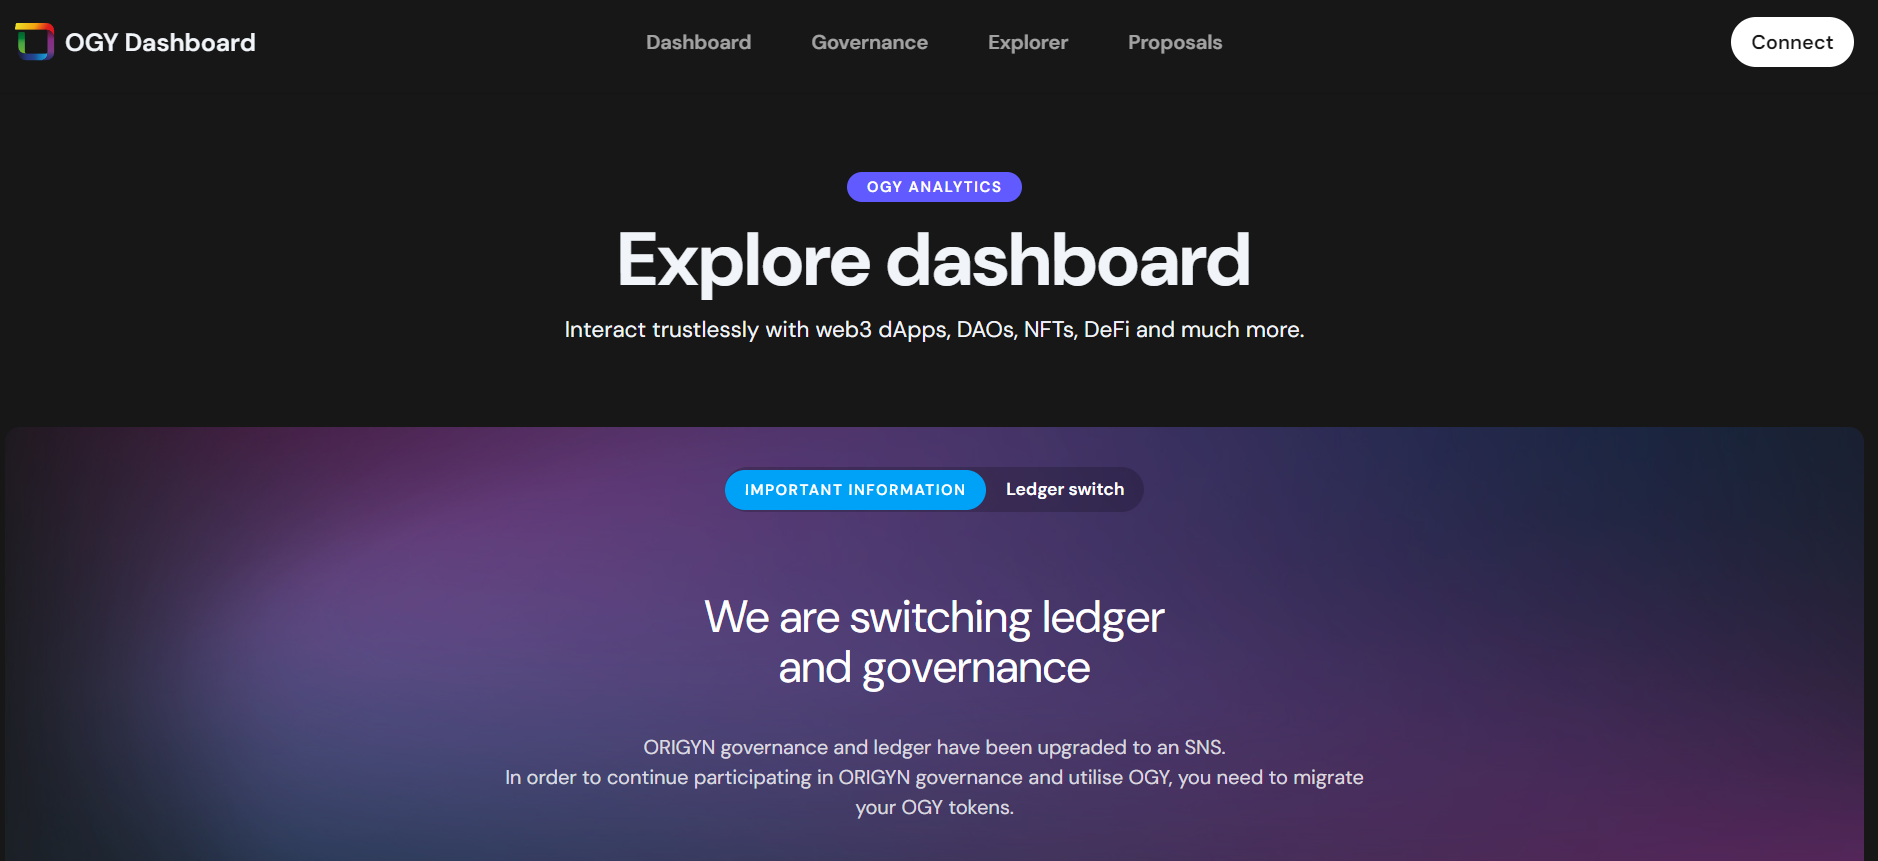 OGY Dashboard
Dashboard
Governance
Explorer
Proposals
Connect
OGY ANALYTICS
Explore dashboard
Interact trustlessly with web3 dApps, DAOs, NFTs, DeFi and much more.
IMPORTANT INFORMATION
Ledger switch
We are switching ledger
and governance
ORIGYN governance and ledger have been upgraded to an SNS.
In order to continue participating in ORIGYN governance and utilise OGY, you need to migrate
your OGY tokens.